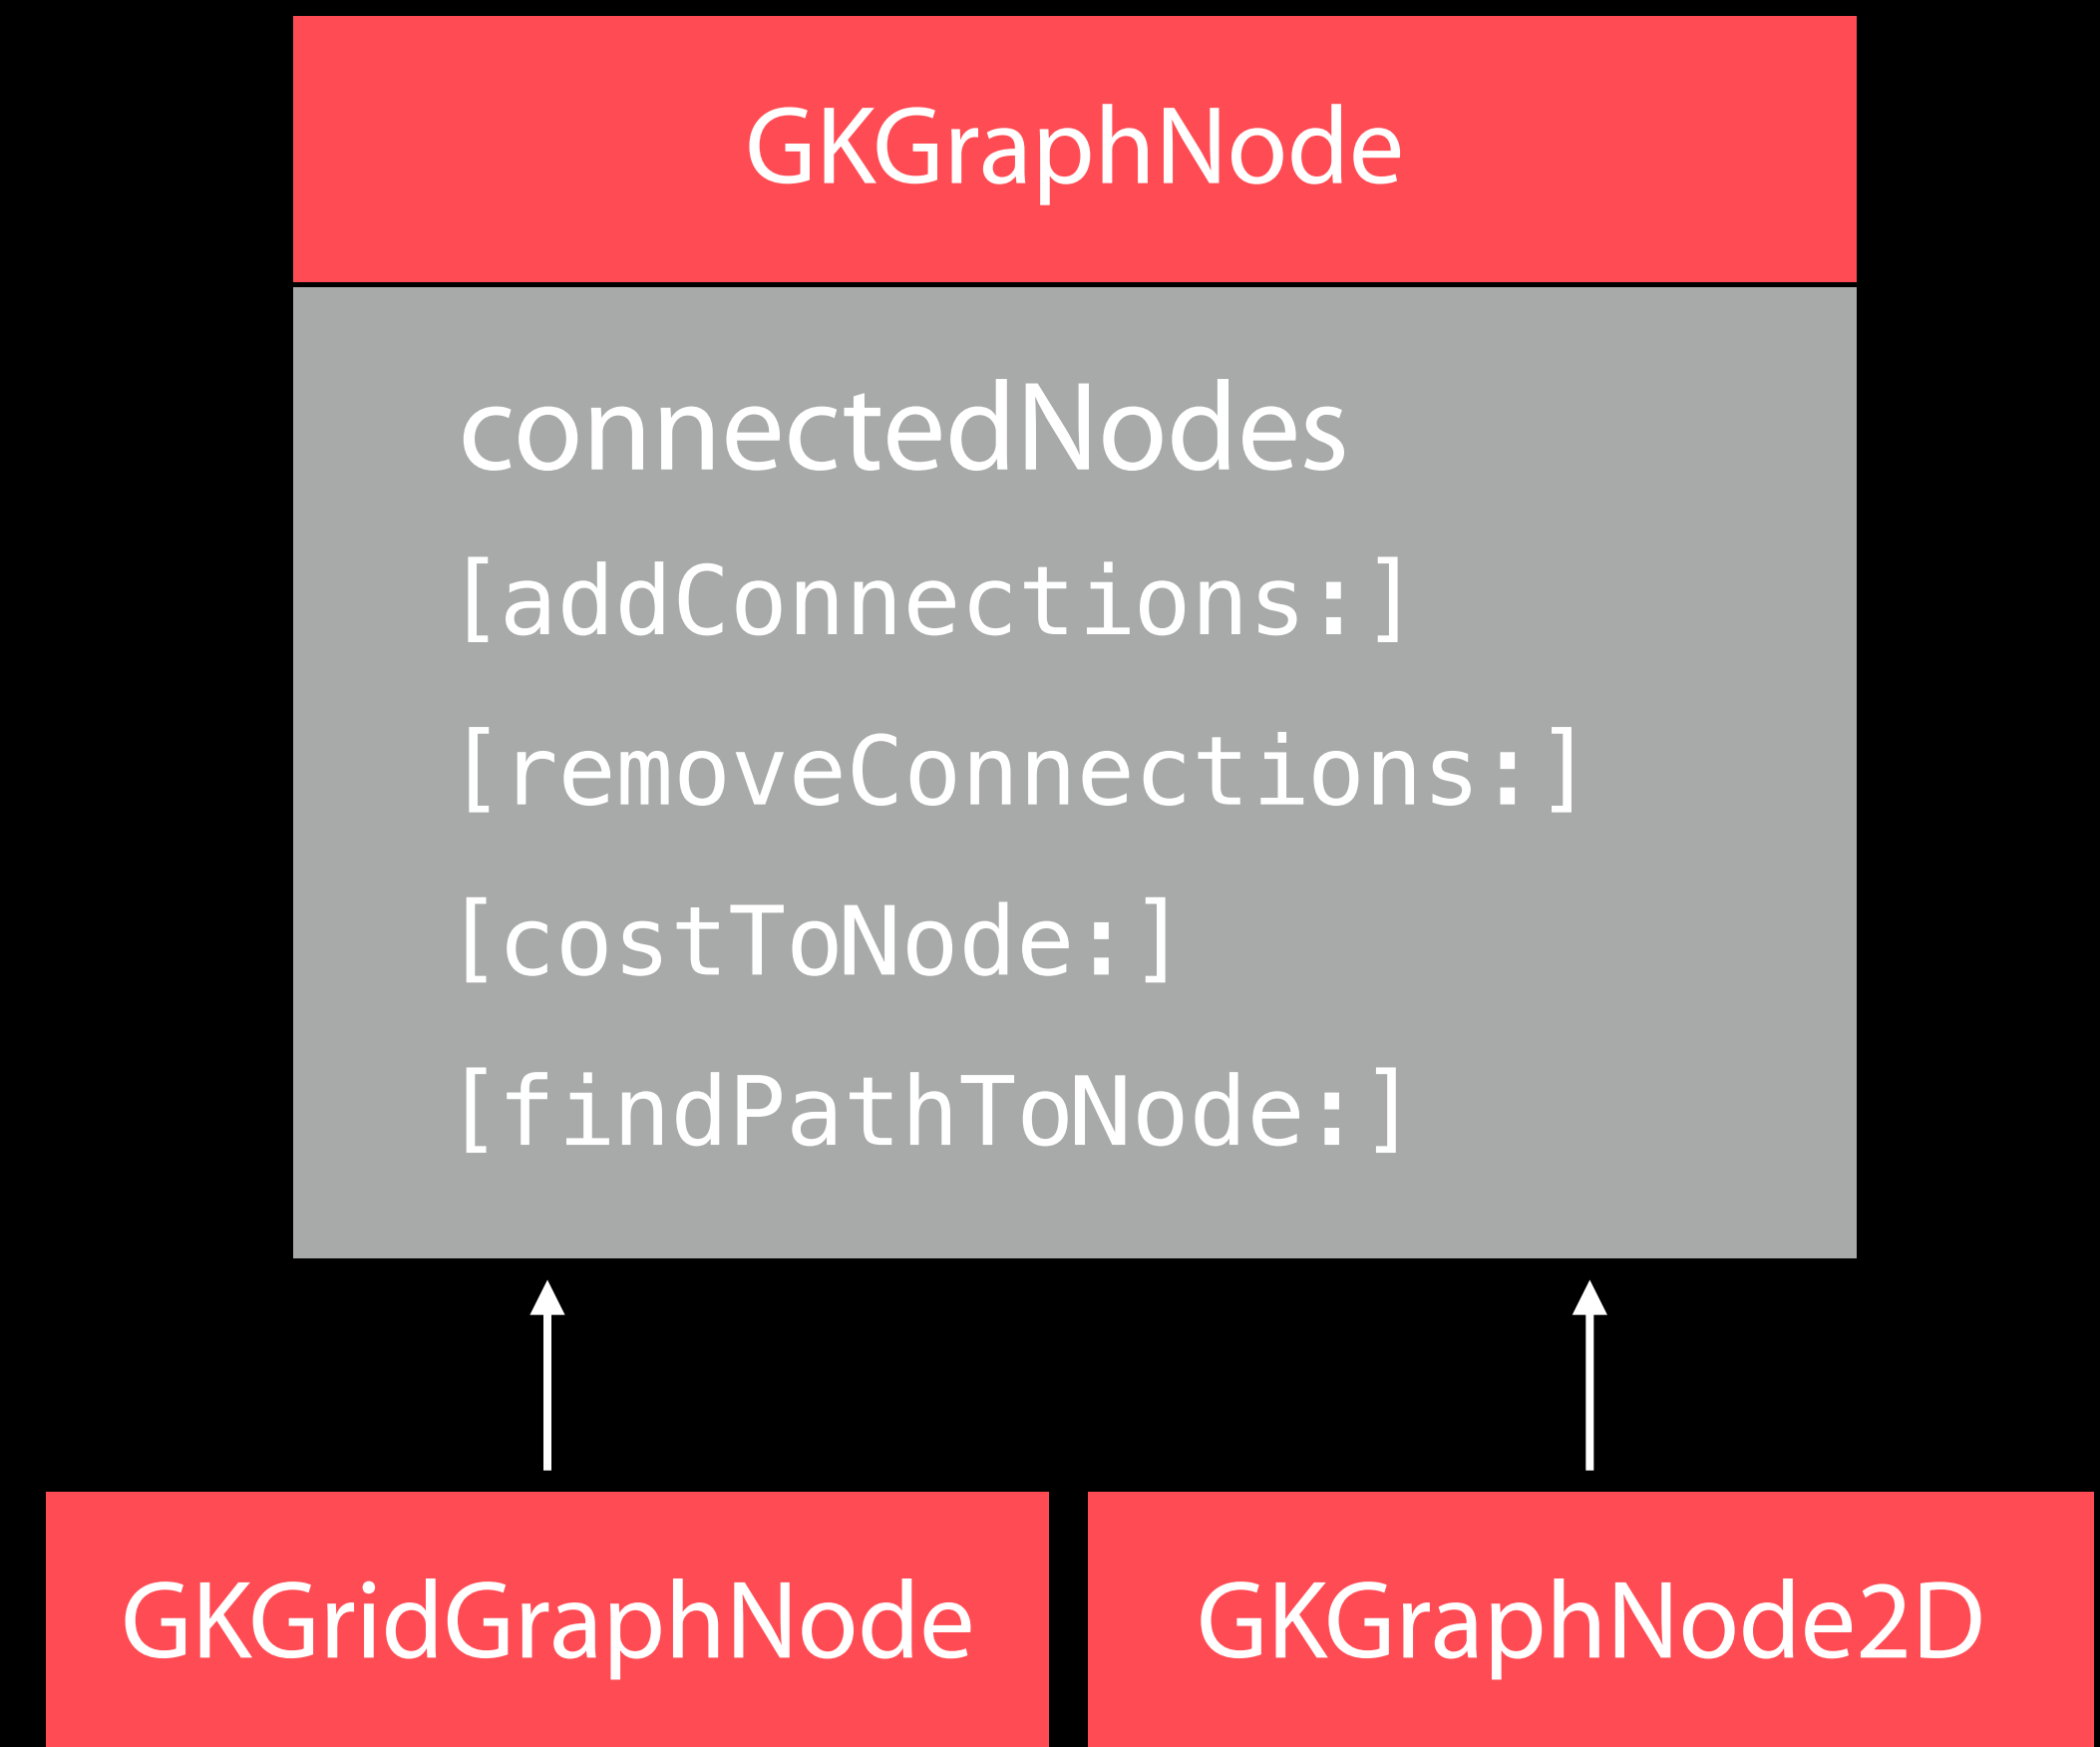 GKGraphNode
connectedNodes
[addConnections:]
[removeConnections:]
[costToNode:]
[findPathToNode:]
GKGridGraphNode
GKGraphNode2D